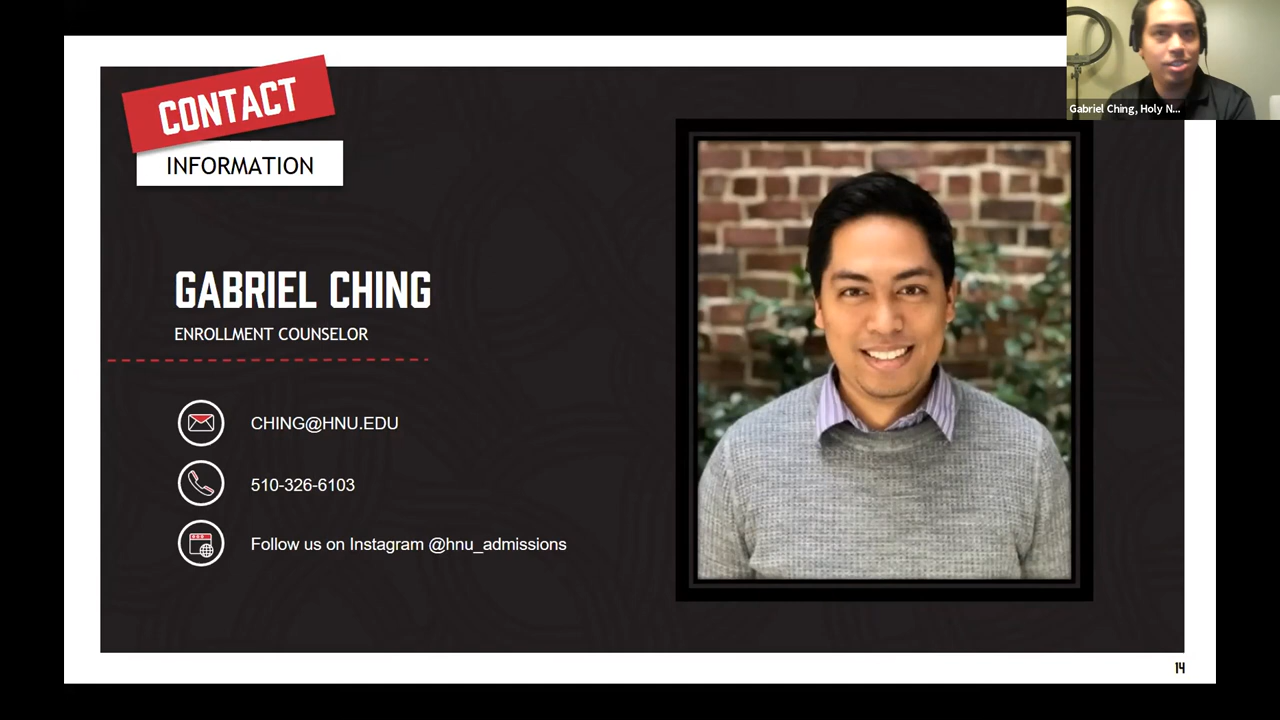 CONTACT
INFORMATION
Gabriel Ching, Holy N...
GABRIEL CHING
ENROLLMENT COUNSELOR
CHING@HNU.EDU
510-326-6103
Follow us on Instagram @hnu_admissions
14